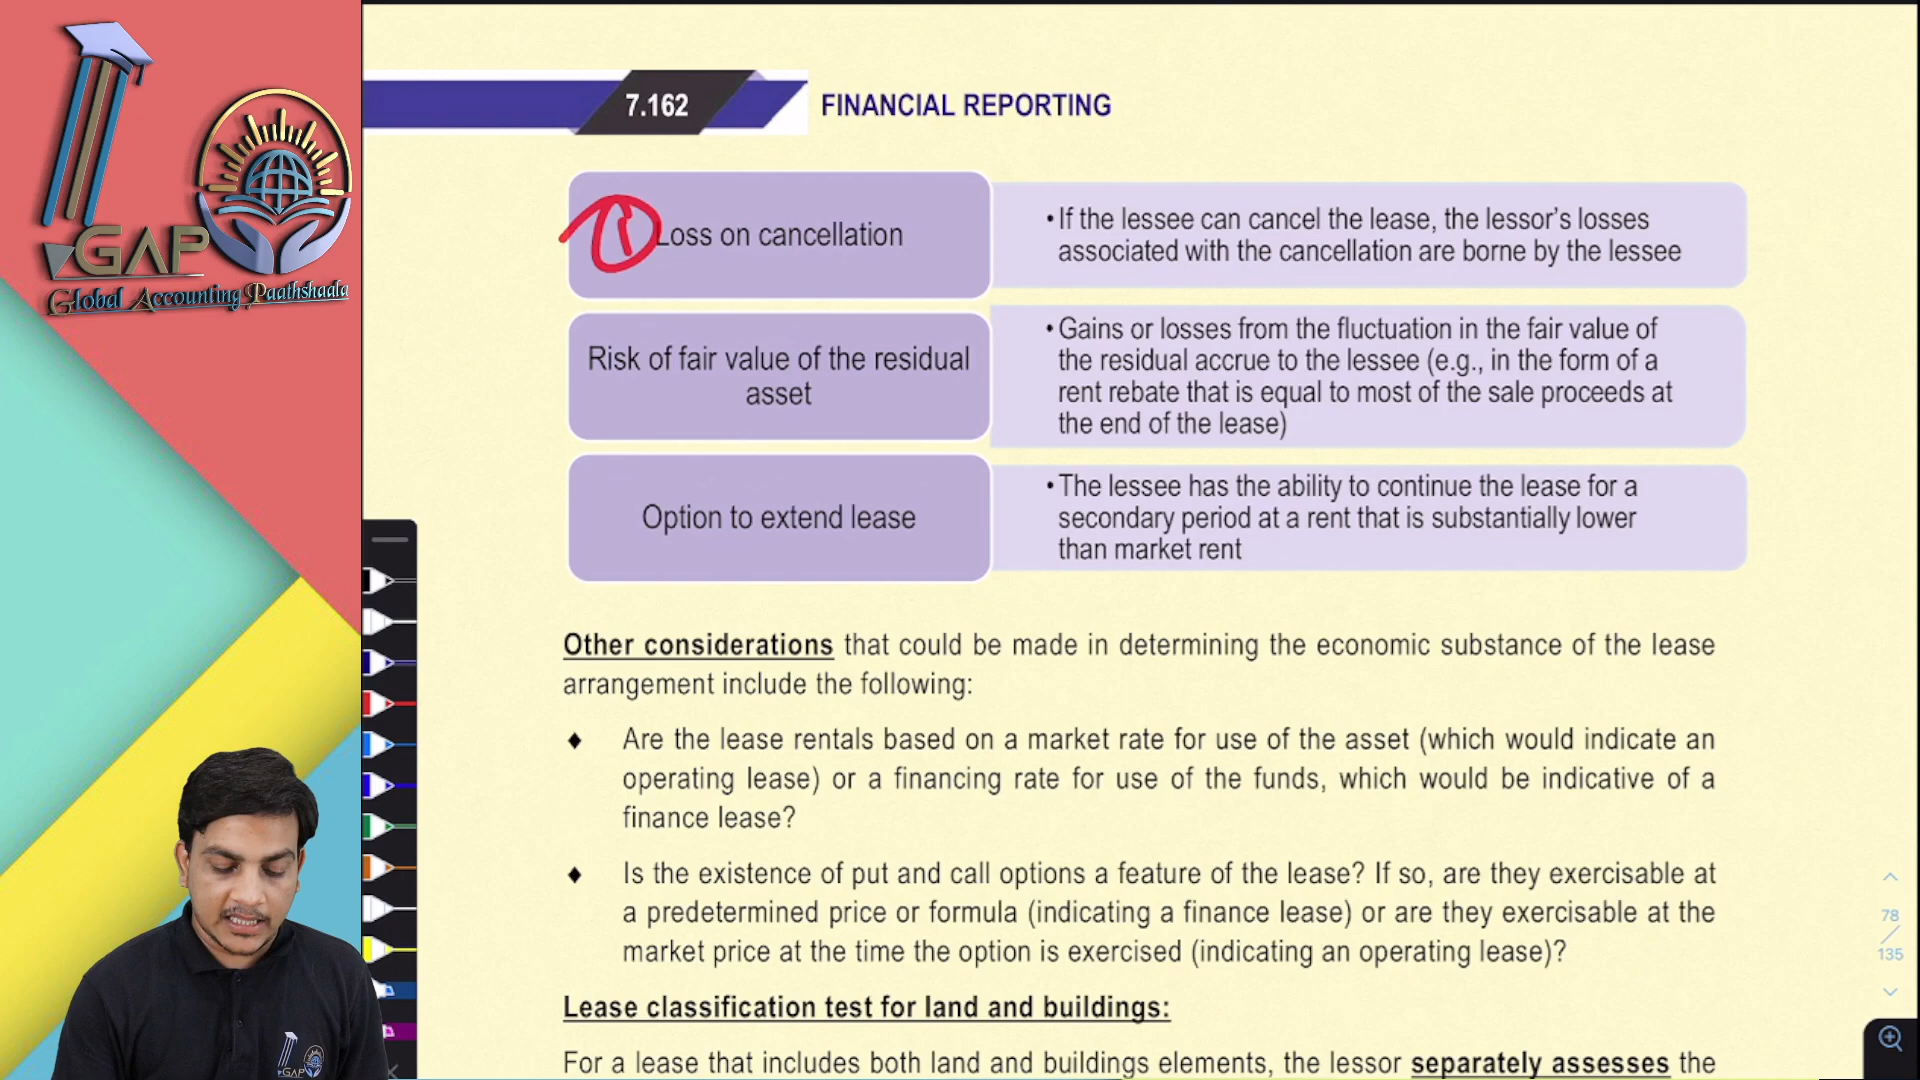 GAP
Global Accounting Paathshaala
7.162
FINANCIAL REPORTING
1
Loss on cancellation
•If the lessee can cancel the lease, the lessor's losses
associated with the cancellation are borne by the lessee
Risk of fair value of the residual
asset
•Gains or losses from the fluctuation in the fair value of
the residual accrue to the lessee (e.g., in the form of a
rent rebate that is equal to most of the sale proceeds at
the end of the lease)
Option to extend lease
•The lessee has the ability to continue the lease for a
secondary period at a rent that is substantially lower
than market rent
Other considerations that could be made in determining the economic substance of the lease
arrangement include the following:
♦ Are the lease rentals based on a market rate for use of the asset (which would indicate an
operating lease) or a financing rate for use of the funds, which would be indicative of a
finance lease?
♦ Is the existence of put and call options a feature of the lease? If so, are they exercisable at
a predetermined price or formula (indicating a finance lease) or are they exercisable at the
market price at the time the option is exercised (indicating an operating lease)?
Lease classification test for land and buildings:
For a lease that includes both land and buildings elements, the lessor separately assesses the
78
/
135
GAP